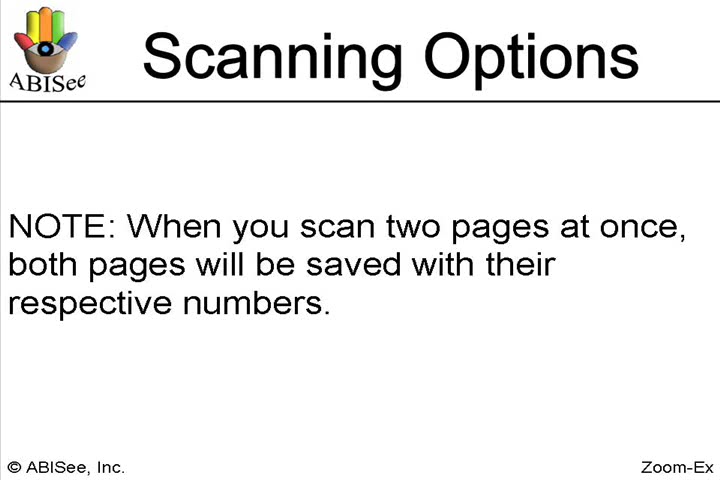 ABISee
Scanning Options
NOTE: When you scan two pages at once,
both pages will be saved with their
respective numbers.
© ABISee, Inc.
Zoom-Ex